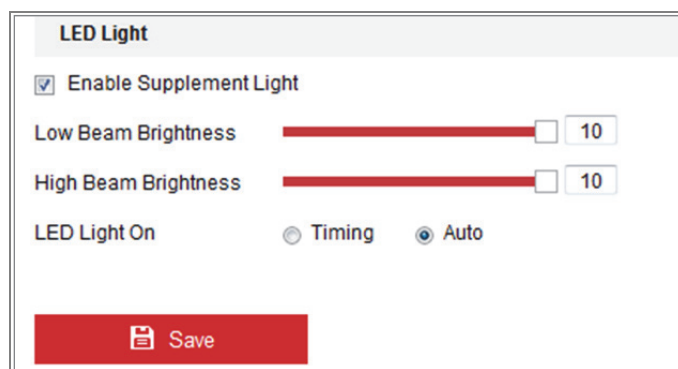 LED Light
Enable Supplement Light
Low Beam Brightness 10
High Beam Brightness 10
LED Light On Timing Auto
Save